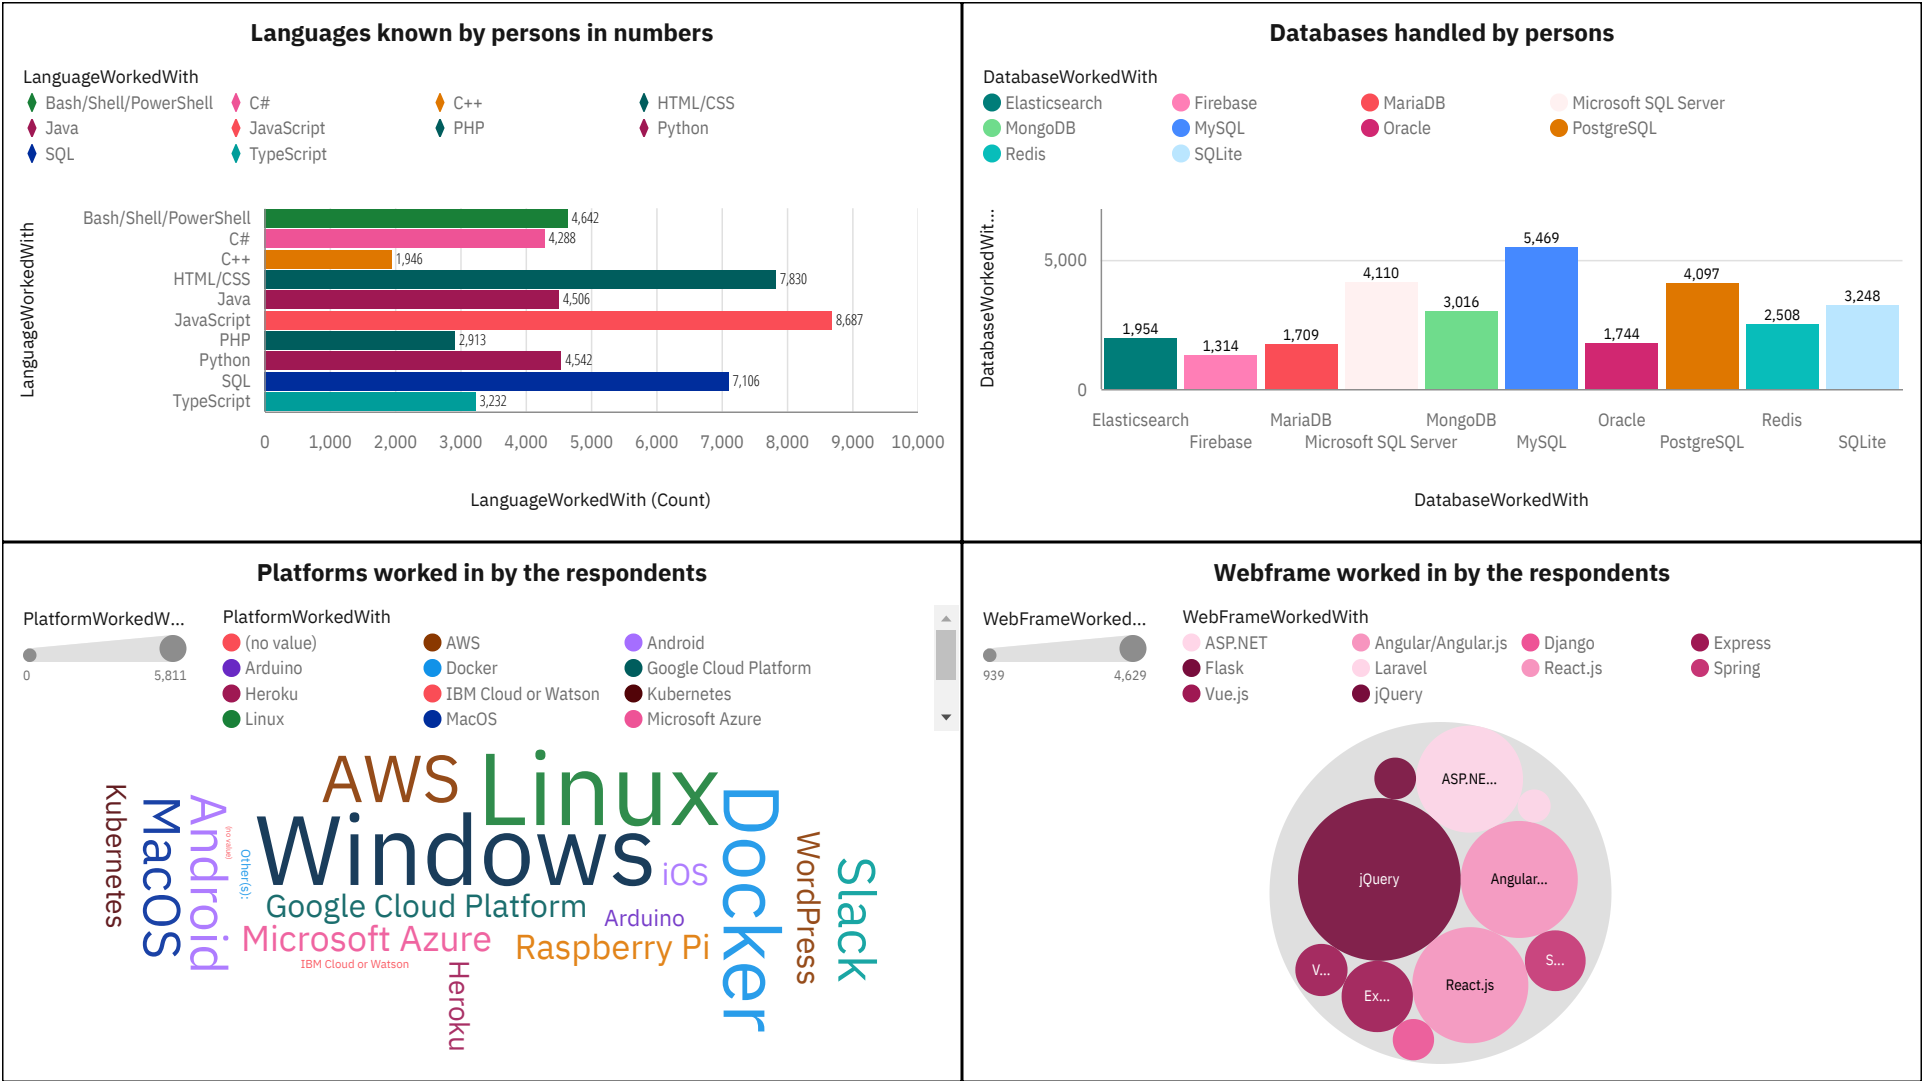 Languages known by persons in numbers
LanguageWorkedWith
Bash/Shell/PowerShell C# C++ HTML/CSS
Java JavaScript PHP Python
SQL TypeScript
LanguageWorkedWith
Bash/Shell/PowerShell 4,642
C# 4,288
C++ 1,946
HTML/CSS 7,830
Java 4,506
JavaScript 8,687
PHP 2,913
Python 4,542
SQL 7,106
TypeScript 3,232
0 1,000 2,000 3,000 4,000 5,000 6,000 7,000 8,000 9,000 10,000
LanguageWorkedWith (Count)
Databases handled by persons
DatabaseWorkedWith
Elasticsearch Firebase MariaDB Microsoft SQL Server
MongoDB MySQL Oracle PostgreSQL
Redis SQLite
DatabaseWorkedWit...
5,000
0
1,954 1,314 1,709 4,110 3,016 5,469 1,744 4,097 2,508 3,248
Elasticsearch MariaDB MongoDB Oracle Redis
Firebase Microsoft SQL Server MySQL PostgreSQL SQLite
DatabaseWorkedWith
Platforms worked in by the respondents
PlatformWorkedW...
0 5,811
PlatformWorkedWith
(no value) AWS Android
Arduino Docker Google Cloud Platform
Heroku IBM Cloud or Watson Kubernetes
Linux MacOS Microsoft Azure
Kubernetes
MacOS
Android
(no value)
Other(s):
AWS
Linux
Windows
iOS
Google Cloud Platform
Arduino
Microsoft Azure
Raspberry Pi
IBM Cloud or Watson
Heroku
Docker
WordPress
Slack
Webframe worked in by the respondents
WebFrameWorked...
939 4,629
WebFrameWorkedWith
ASP.NET Angular/Angular.js Django Express
Flask Laravel React.js Spring
Vue.js jQuery
ASP.NE...
jQuery
Angular...
V...
Ex...
React.js
S...